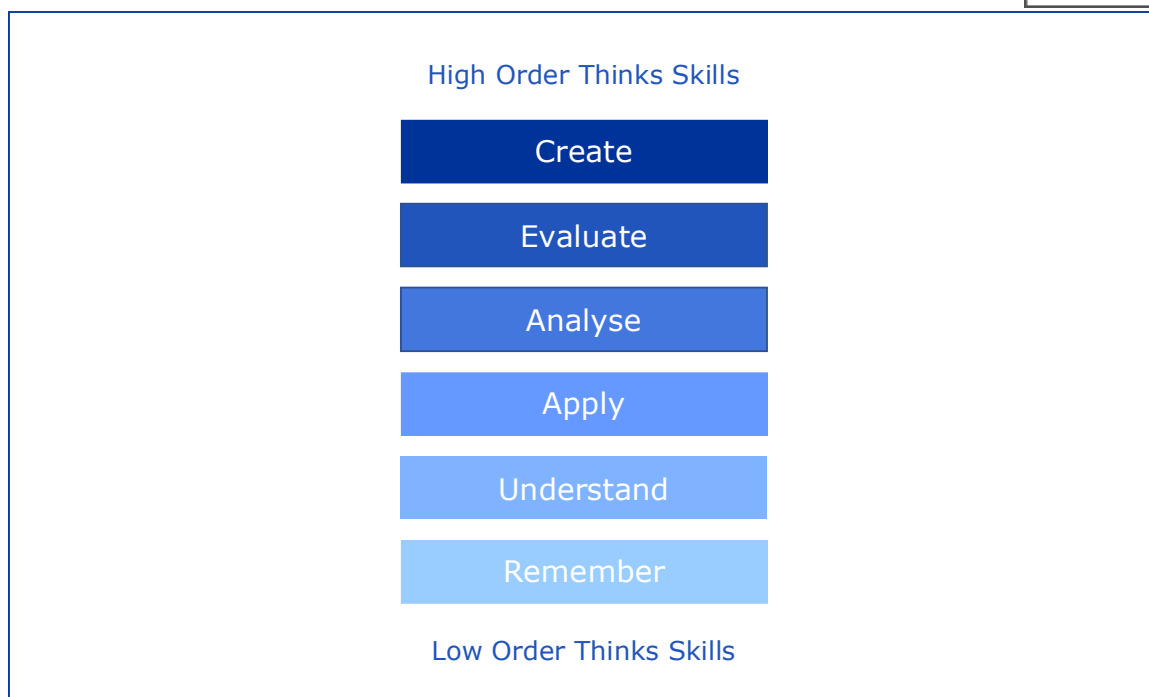 High Order Thinks Skills
Create
Evaluate
Analyse
Apply
Understand
Remember
Low Order Thinks Skills